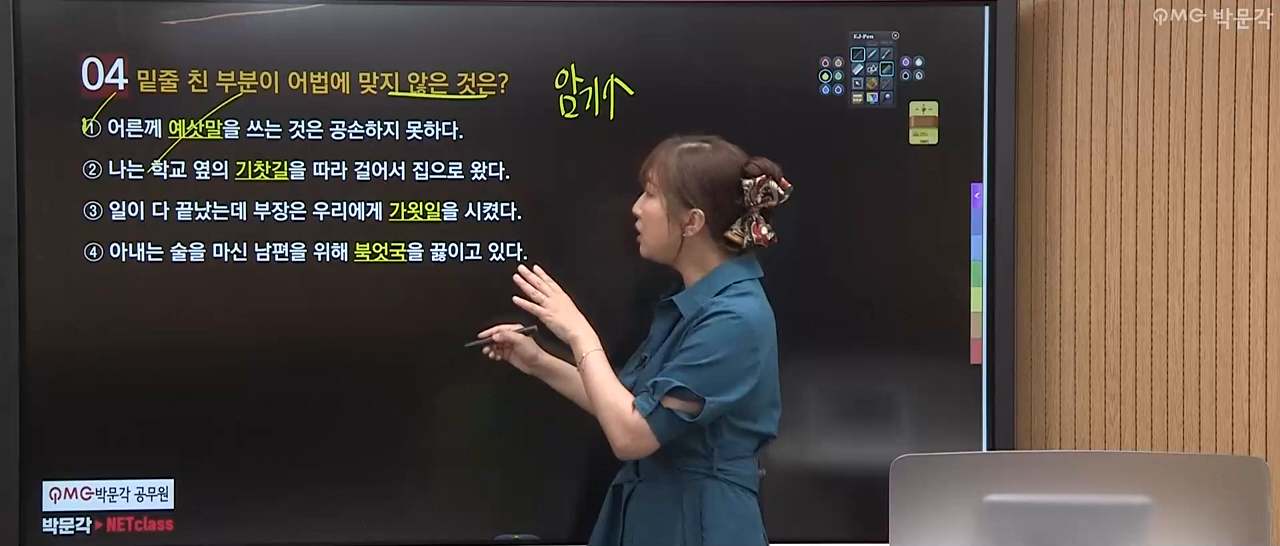 QMG 박문각
04 밑줄 친 부분이 어법에 맞지 않은 것은?
암기↑
① 어른께 예삿말을 쓰는 것은 공손하지 못하다.
② 나는 학교 옆의 기찻길을 따라 걸어서 집으로 왔다.
③ 일이 다 끝났는데 부장은 우리에게 가욋일을 시켰다.
④ 아내는 술을 마신 남편을 위해 북엇국을 끓이고 있다.
QMG박문각 공무원
박문각 NETclass